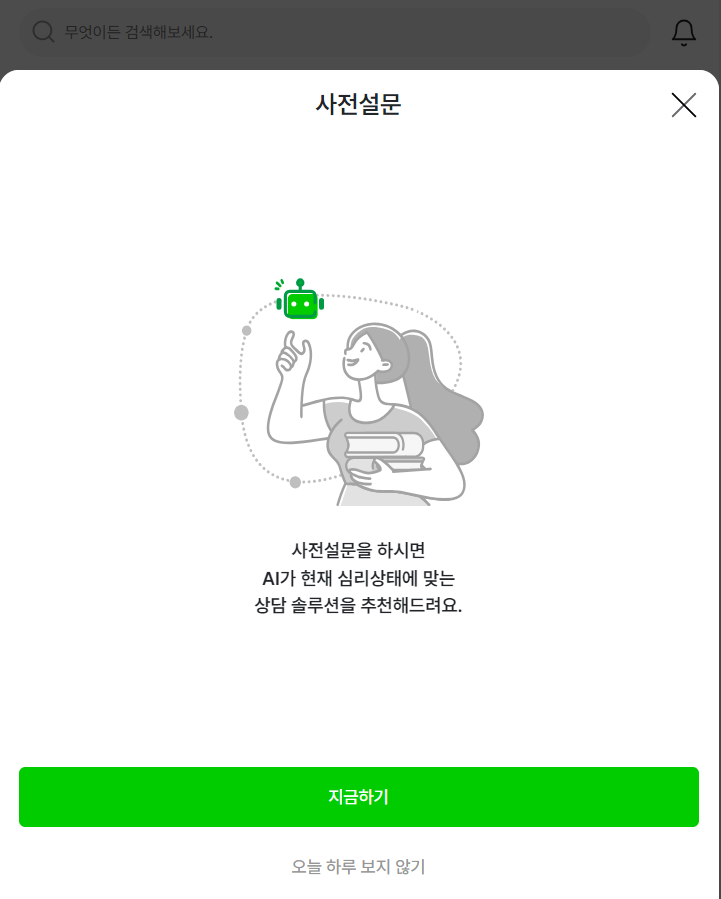 무엇이든 검색해보세요.
사전설문
사전설문을 하시면
AI가 현재 심리상태에 맞는
상담 솔루션을 추천해드려요.
지금하기
오늘 하루 보지 않기